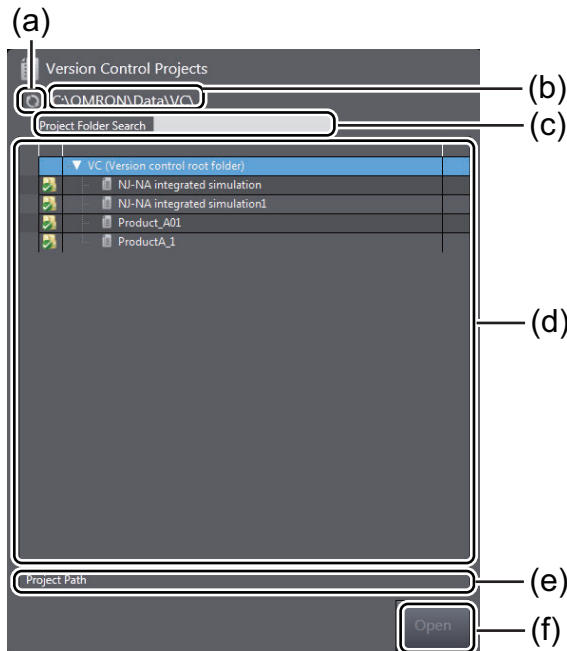 (a)
Version Control Projects
C:\OMRON\Data\VC\
(b)
Project Folder Search
(c)
VC (Version control root folder)
NJ-NA integrated simulation
NJ-NA integrated simulation1
Product_A01
ProductA_1
(d)
Project Path
(e)
Open
(f)